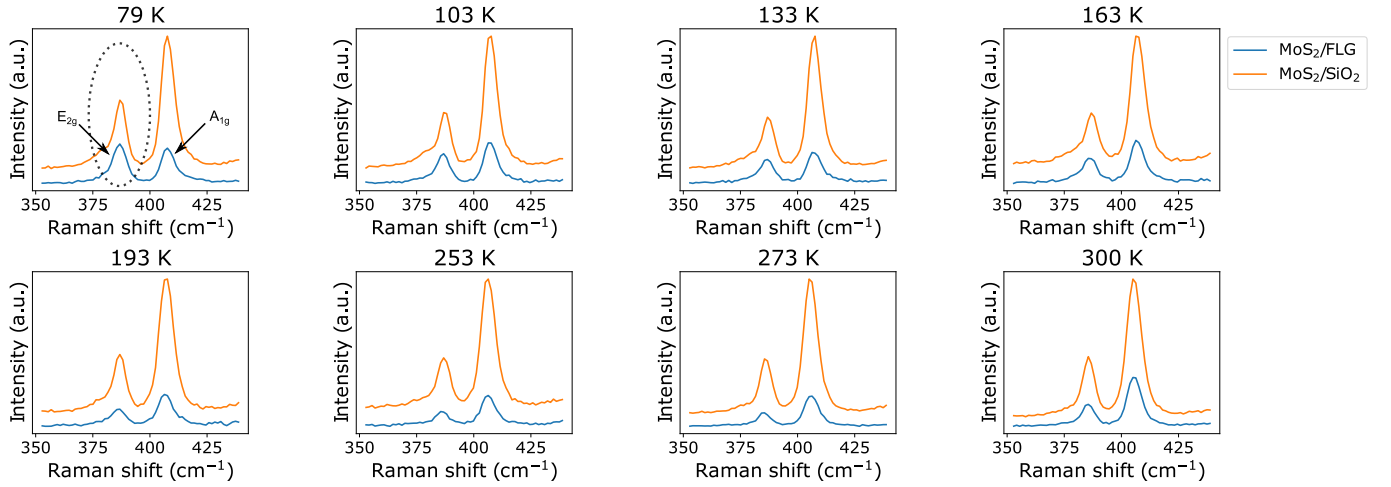 79 K
103 K
133 K
163 K
Intensity (a.u.)
E2g
A1g
Intensity (a.u.)
Intensity (a.u.)
Intensity (a.u.)
MoS2/FLG
MoS2/SiO2
350 375 400 425
350 375 400 425
350 375 400 425
350 375 400 425
Raman shift (cm−1)
Raman shift (cm−1)
Raman shift (cm−1)
Raman shift (cm−1)
193 K
253 K
273 K
300 K
Intensity (a.u.)
Intensity (a.u.)
Intensity (a.u.)
Intensity (a.u.)
350 375 400 425
350 375 400 425
350 375 400 425
350 375 400 425
Raman shift (cm−1)
Raman shift (cm−1)
Raman shift (cm−1)
Raman shift (cm−1)